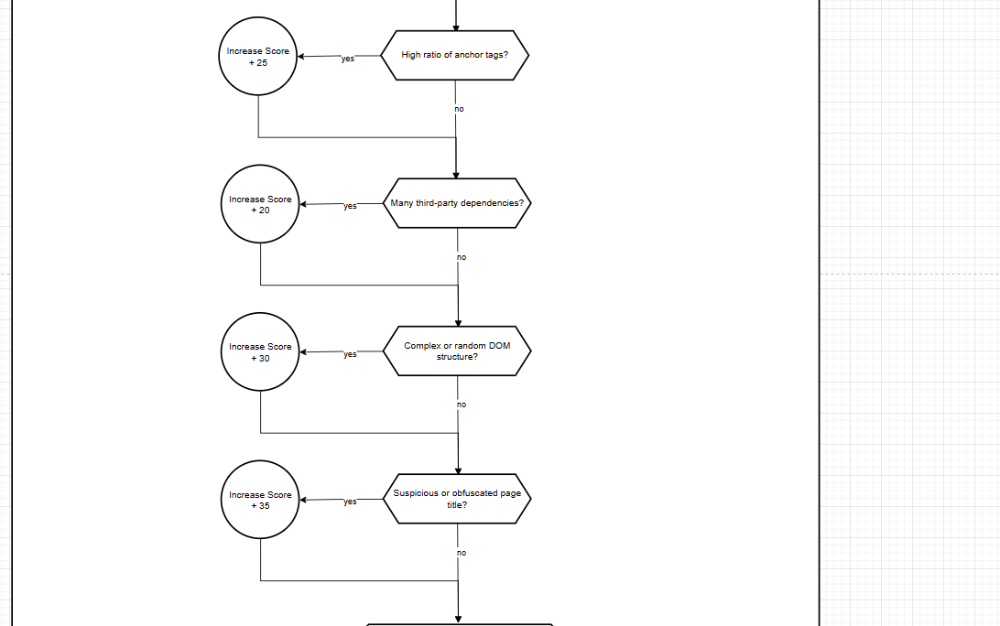 Increase Score
+ 25
yes
High ratio of anchor tags?
no
Increase Score
+ 20
yes
Many third-party dependencies?
no
Increase Score
+ 30
yes
Complex or random DOM
structure?
no
Increase Score
+ 35
yes
Suspicious or obfuscated page
title?
no